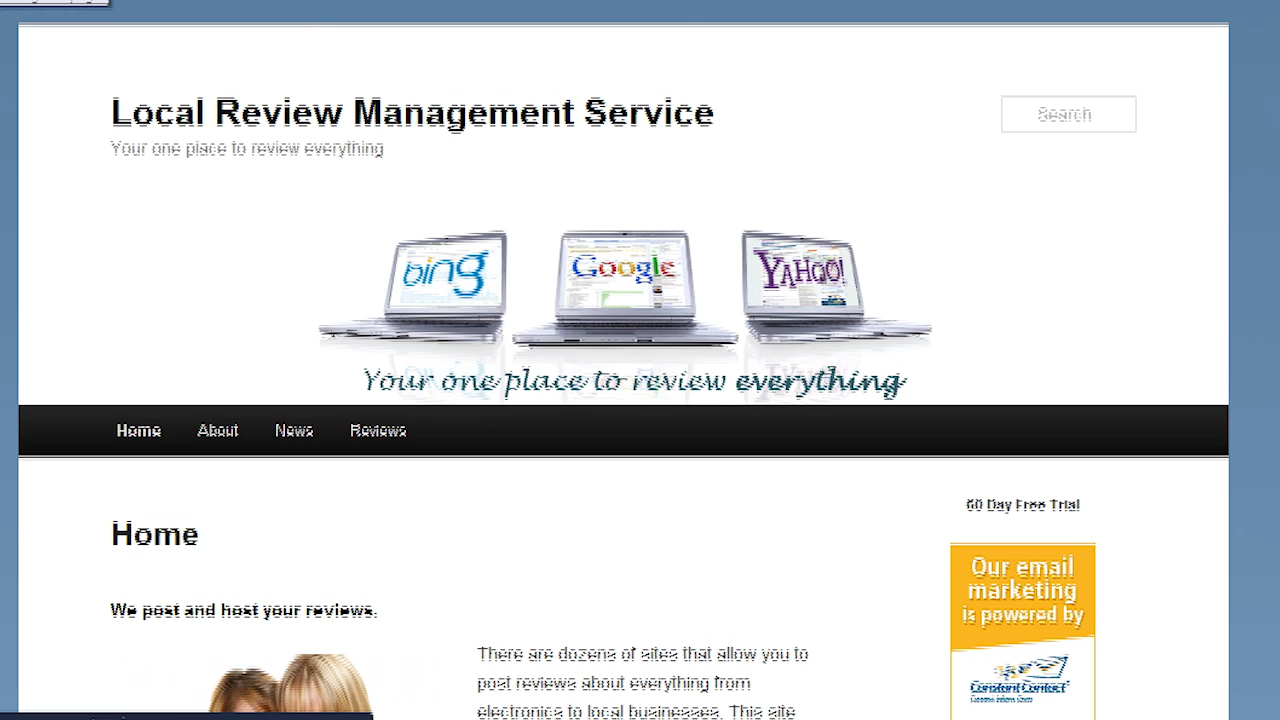 Local Review Management Service
Your one place to review everything
Search
bing
Google
YAHOO!
Your one place to review everything
Home About News Reviews
60 Day Free Trial
Home
Our email
marketing
is powered by
We post and host your reviews.
There are dozens of sites that allow you to
post reviews about everything from
electronics to local businesses. This site
Constant Contact